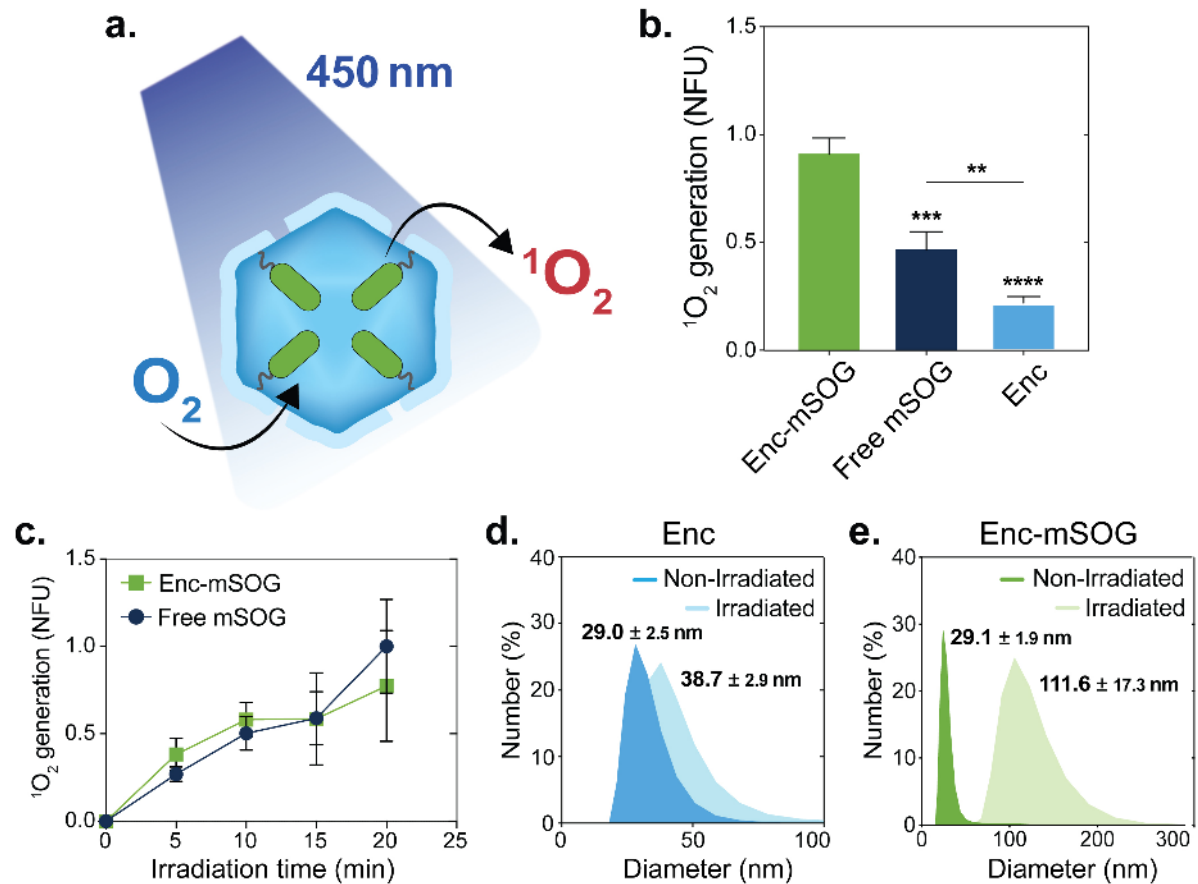 a.
450 nm
¹O₂
O₂
b.
¹O₂ generation (NFU)
1.5
1.0
0.5
0.0
**
***
****
Enc-mSOG
Free mSOG
Enc
c.
¹O₂ generation (NFU)
1.5
1.0
0.5
0.0
Enc-mSOG
Free mSOG
0 5 10 15 20 25
Irradiation time (min)
d.
Enc
Number (%)
40
30
20
10
0
Non-Irradiated
Irradiated
29.0 ± 2.5 nm
38.7 ± 2.9 nm
0 50 100
Diameter (nm)
e.
Enc-mSOG
Number (%)
40
30
20
10
0
Non-Irradiated
Irradiated
29.1 ± 1.9 nm
111.6 ± 17.3 nm
0 100 200 300
Diameter (nm)